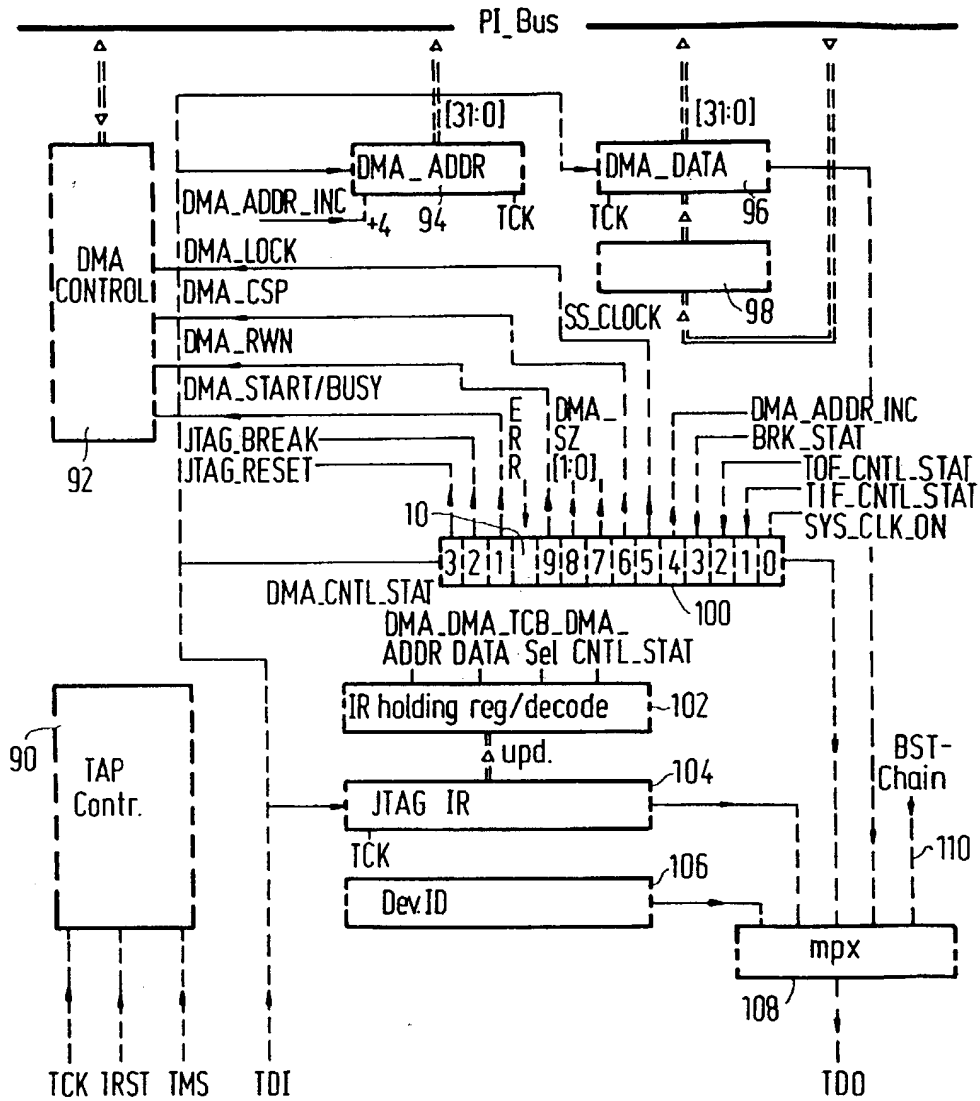 PI_Bus
[31:0]
[31:0]
DMA_ADDR
DMA_DATA
DMA_ADDR_INC
+4
94
TCK
TCK
96
DMA
CONTROL
DMA_LOCK
DMA_CSP
SS_CLOCK
98
DMA_RWN
DMA_START/BUSY
E
R
R
DMA_
SZ
[1:0]
DMA_ADDR_INC
BRK_STAT
TOF_CNTL_STAT
TIF_CNTL_STAT
SYS_CLK_ON
92
JTAG_BREAK
JTAG_RESET
10
3 2 1 9 8 7 6 5 4 3 2 1 0
DMA_CNTL_STAT
100
DMA_ DMA_ TCB_ DMA_
ADDR DATA Sel CNTL_STAT
IR holding reg/decode
102
90
TAP
Contr.
upd.
104
JTAG IR
TCK
BST-
Chain
106
Dev.ID
110
mpx
108
TCK TRST TMS TDI TDO